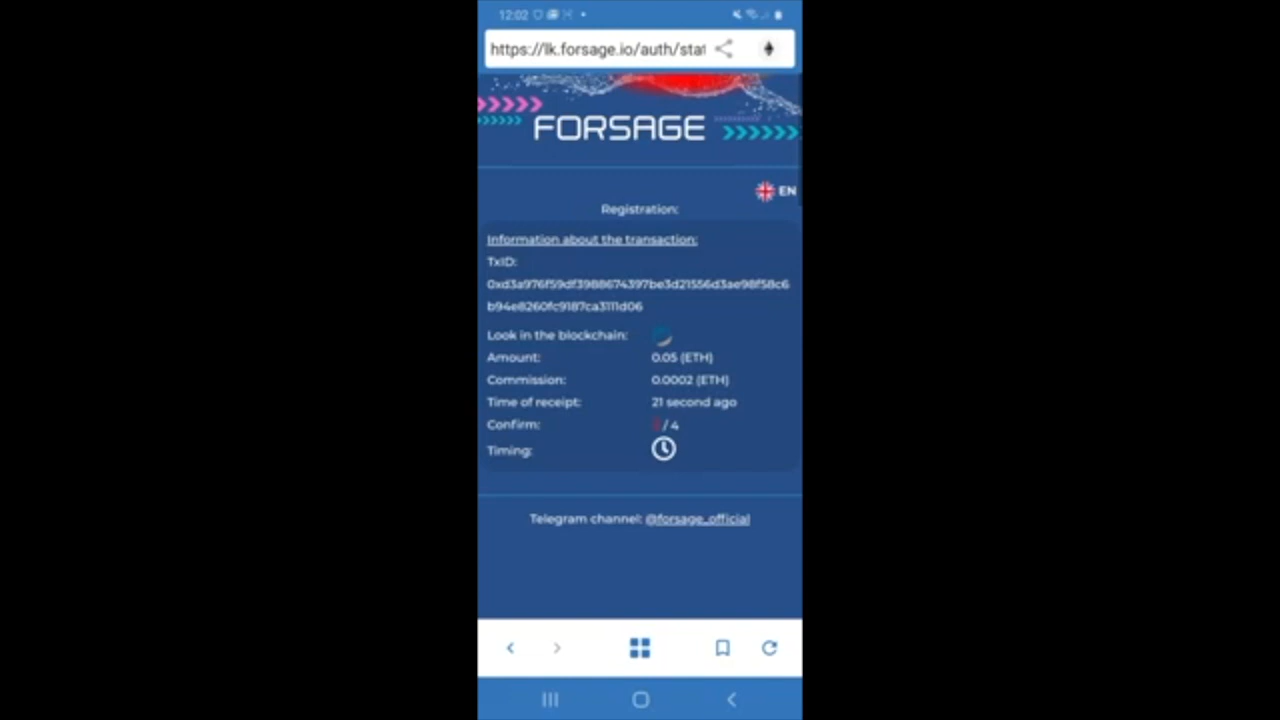 12:02
https://lk.forsage.io/auth/stat
FORSAGE
EN
Registration:
Information about the transaction:
TxID:
0xd3a976f59df3988674397be3d21556d3ae98f58c6
b94e8260fc9187ca3111d06
Look in the blockchain:
Amount: 0.05 (ETH)
Commission: 0.0002 (ETH)
Time of receipt: 21 second ago
Confirm: / 4
Timing:
Telegram channel: @forsage_official